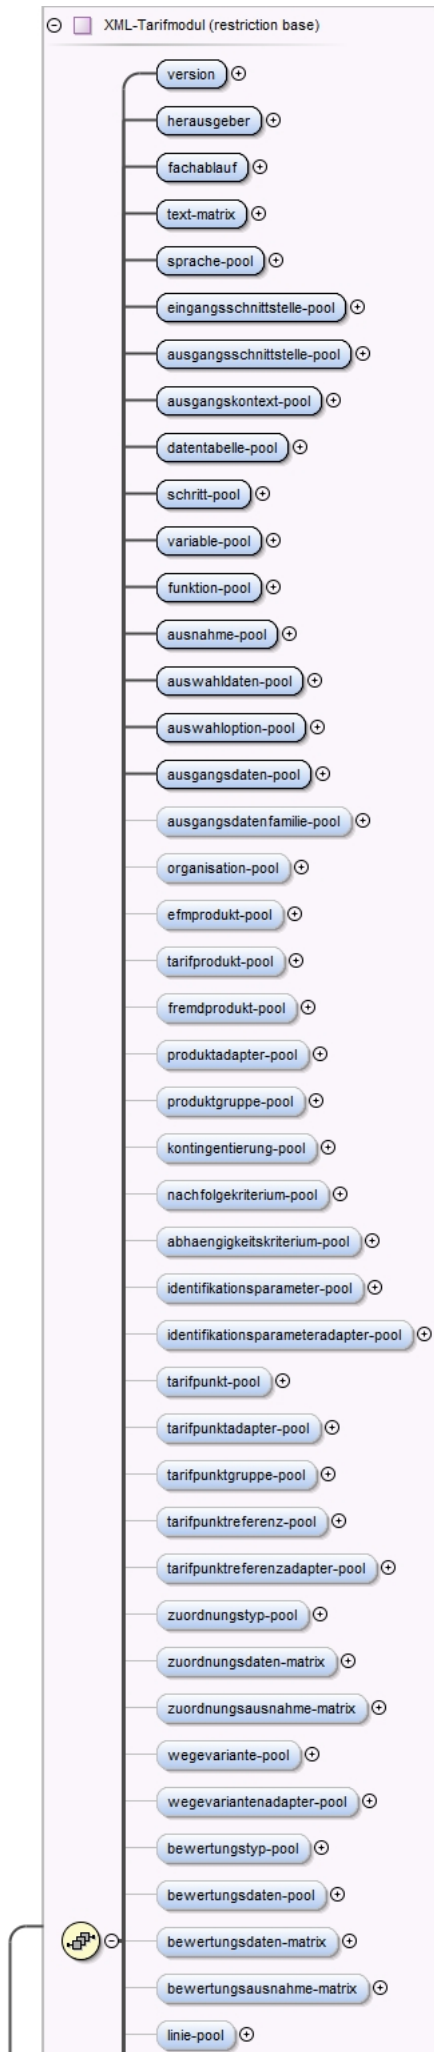 XML-Tarifmodul (restriction base)
version
herausgeber
fachablauf
text-matrix
sprache-pool
eingangsschnittstelle-pool
ausgangsschnittstelle-pool
ausgangskontext-pool
datentabelle-pool
schritt-pool
variable-pool
funktion-pool
ausnahme-pool
auswahldaten-pool
auswahloption-pool
ausgangsdaten-pool
ausgangsdatenfamilie-pool
organisation-pool
efmprodukt-pool
tarifprodukt-pool
fremdprodukt-pool
produktadapter-pool
produktgruppe-pool
kontingentierung-pool
nachfolgekriterium-pool
abhaengigkeitskriterium-pool
identifikationsparameter-pool
identifikationsparameteradapter-pool
tarifpunkt-pool
tarifpunktadapter-pool
tarifpunktgruppe-pool
tarifpunktreferenz-pool
tarifpunktreferenzadapter-pool
zuordnungstyp-pool
zuordnungsdaten-matrix
zuordnungsausnahme-matrix
wegevariante-pool
wegevariantenadapter-pool
bewertungstyp-pool
bewertungsdaten-pool
bewertungsdaten-matrix
bewertungsausnahme-matrix
linie-pool